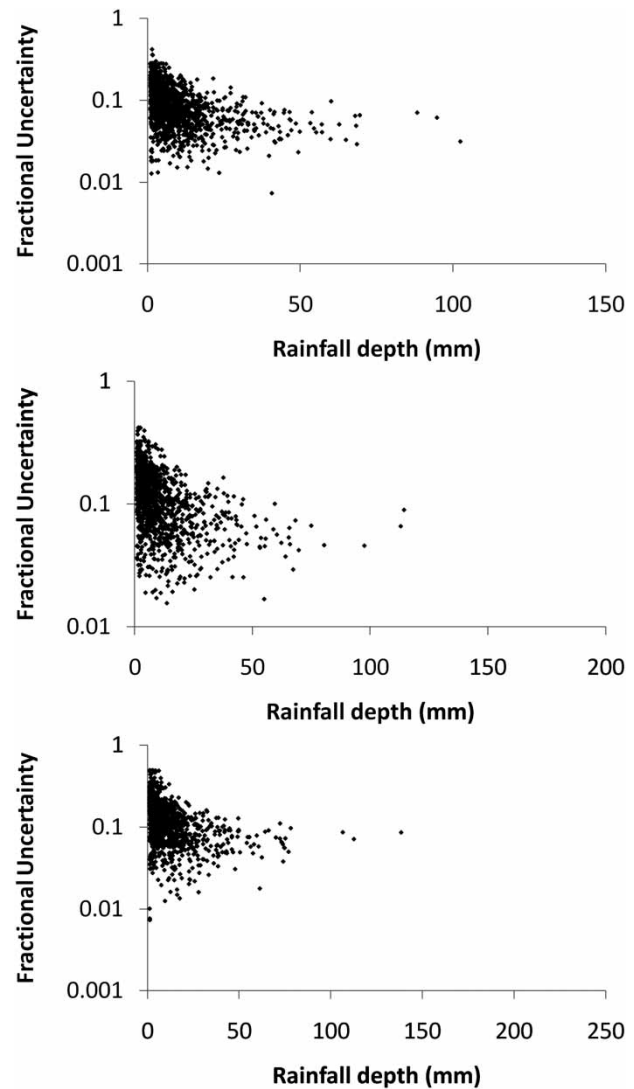 Fractional Uncertainty
1
0.1
0.01
0.001
0 50 100 150
Rainfall depth (mm)
Fractional Uncertainty
1
0.1
0.01
0 50 100 150 200
Rainfall depth (mm)
Fractional Uncertainty
1
0.1
0.01
0.001
0 50 100 150 200 250
Rainfall depth (mm)